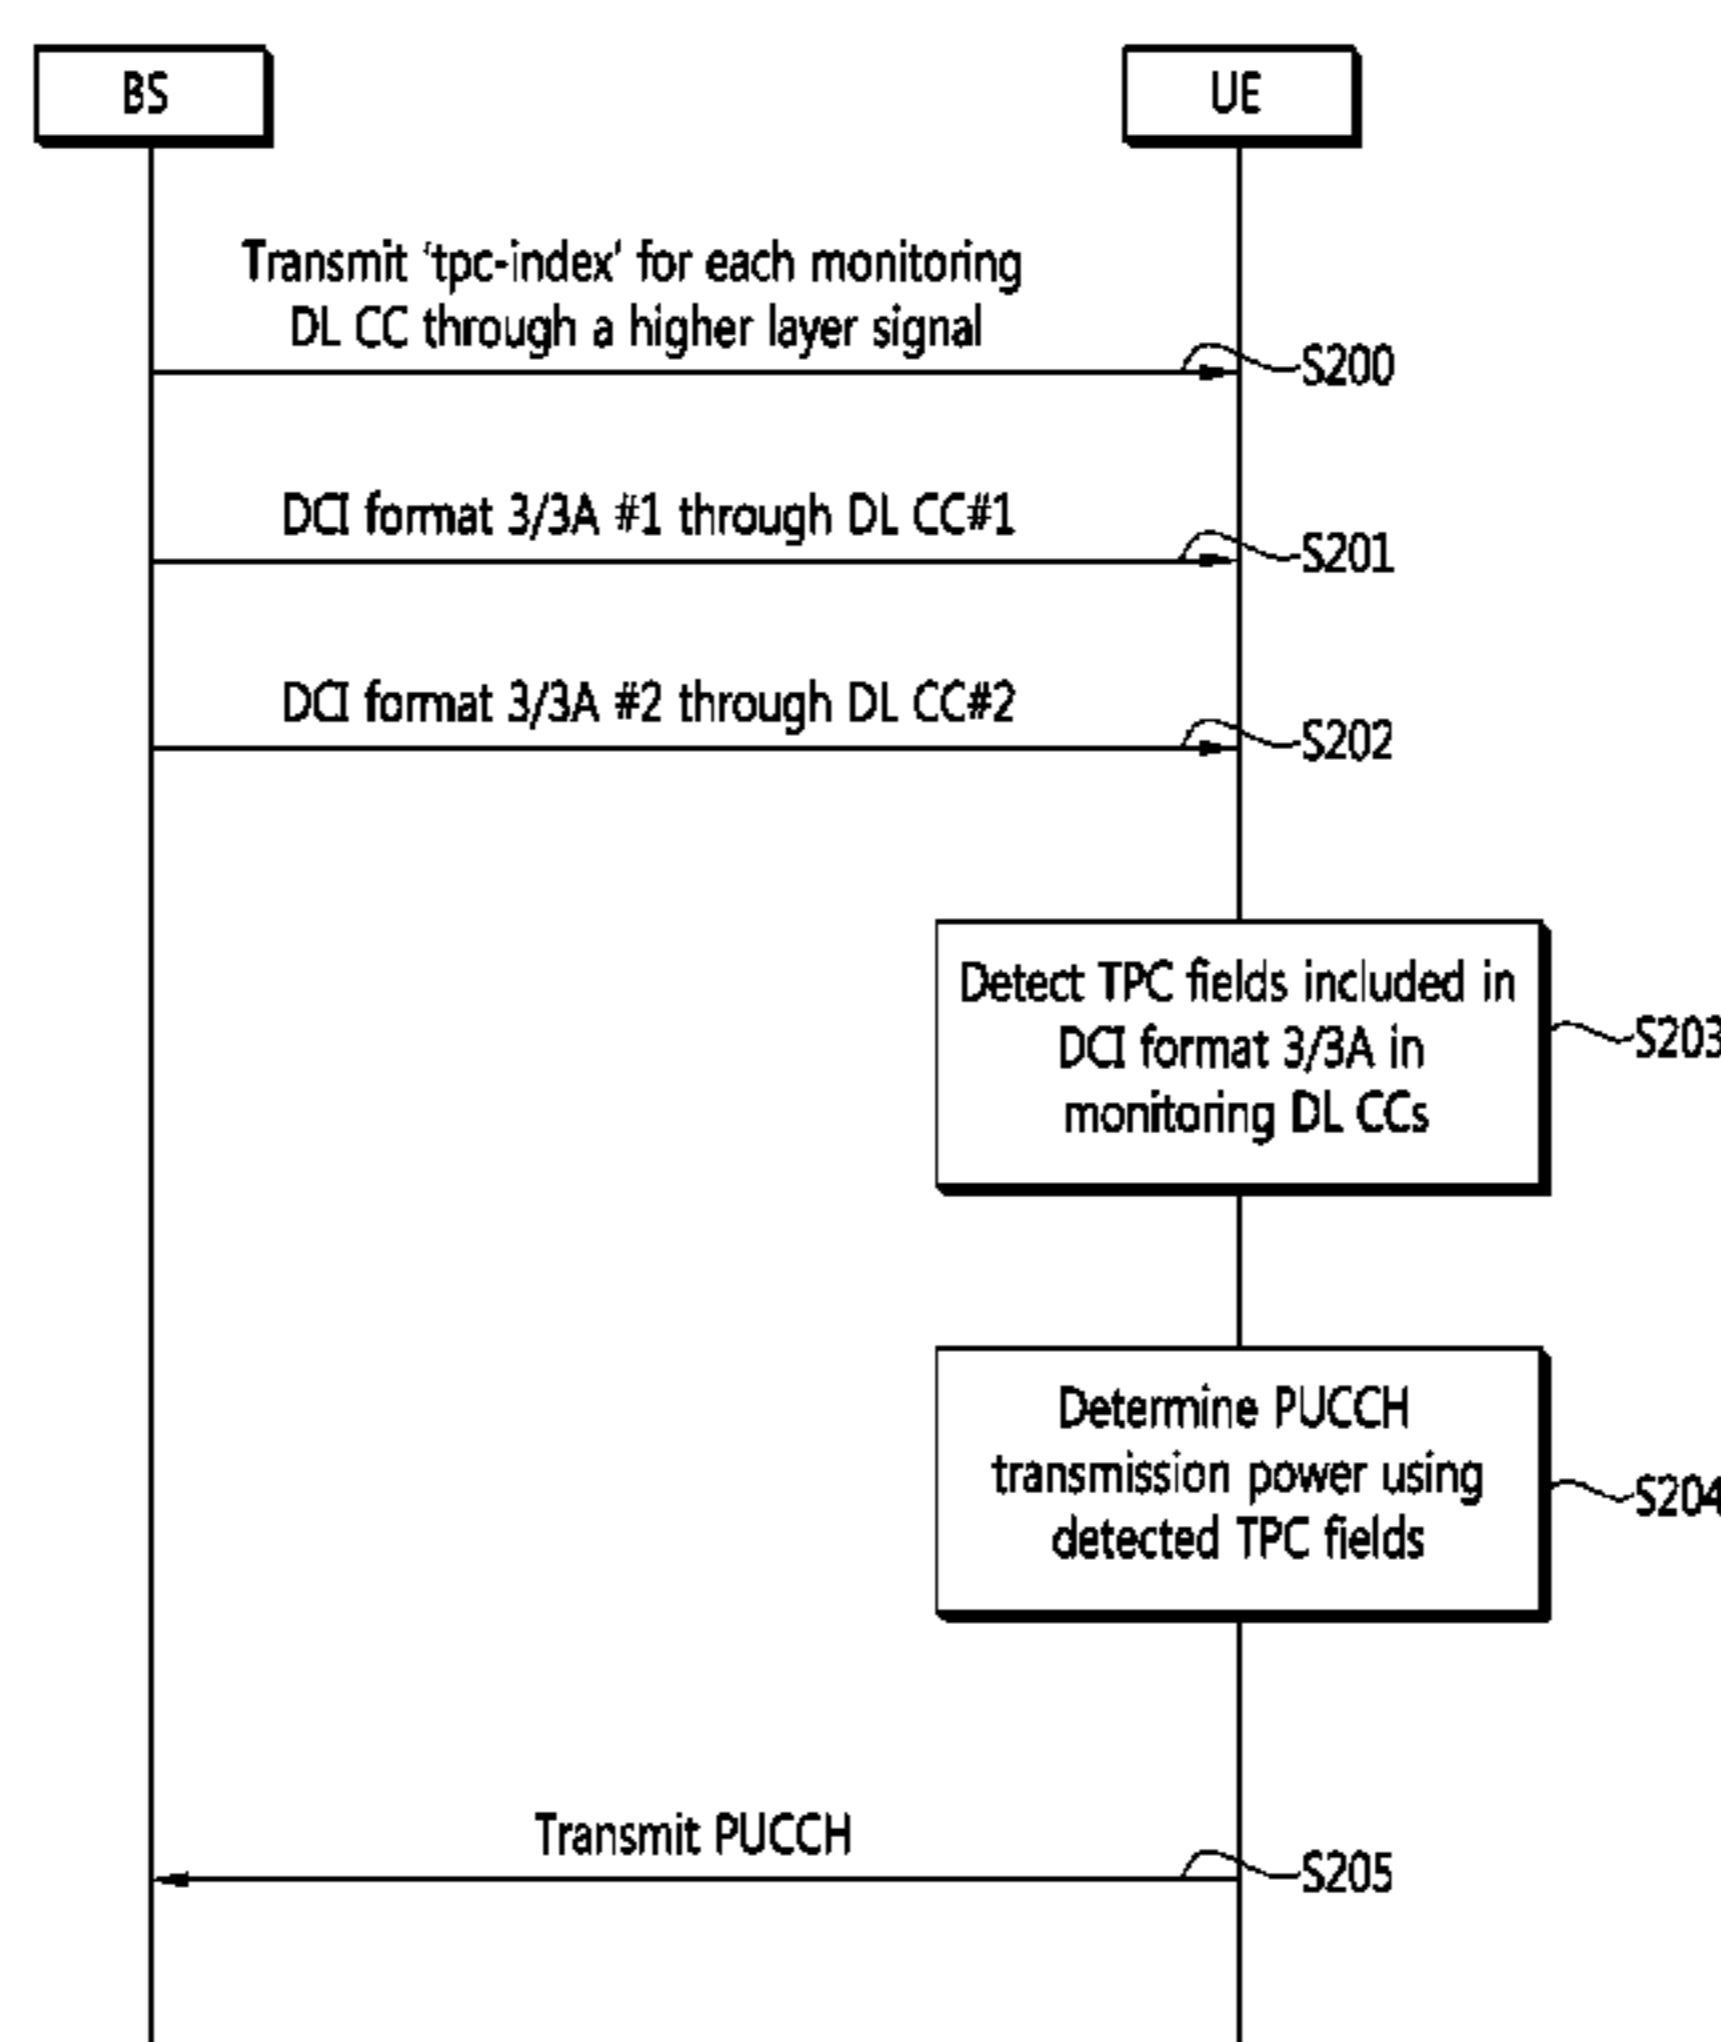 BS
UE
Transmit ‘tpc-index’ for each monitoring
DL CC through a higher layer signal
S200
DCI format 3/3A #1 through DL CC#1
S201
DCI format 3/3A #2 through DL CC#2
S202
Detect TPC fields included in
DCI format 3/3A in
monitoring DL CCs
S203
Determine PUCCH
transmission power using
detected TPC fields
S204
Transmit PUCCH
S205